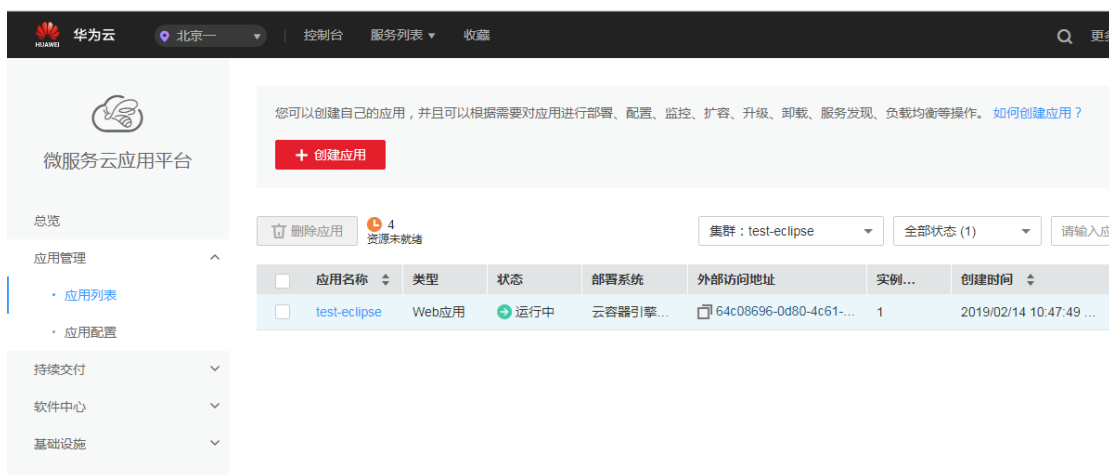 HUAWEI 华为云 北京一 控制台 服务列表 收藏 更多
微服务云应用平台
总览
应用管理
· 应用列表
· 应用配置
持续交付
软件中心
基础设施
您可以创建自己的应用，并且可以根据需要对应用进行部署、配置、监控、扩容、升级、卸载、服务发现、负载均衡等操作。 如何创建应用？
+ 创建应用
删除应用 4 集群：test-eclipse 全部状态 (1) 请输入应
资源未就绪
应用名称 类型 状态 部署系统 外部访问地址 实例... 创建时间
test-eclipse Web应用 运行中 云容器引擎... 64c08696-0d80-4c61-... 1 2019/02/14 10:47:49 ...